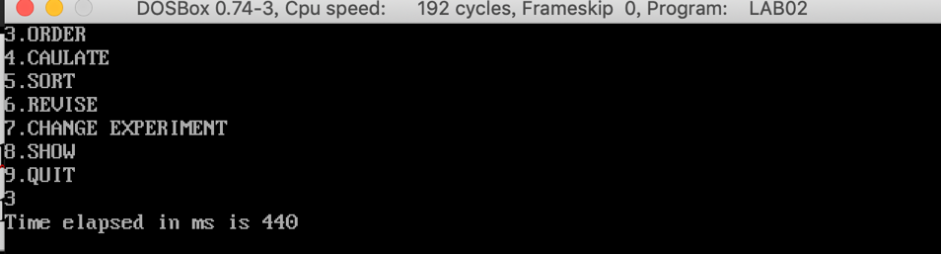 DOSBox 0.74-3, Cpu speed: 192 cycles, Frameskip 0, Program: LAB02
3.ORDER
4.CAULATE
5.SORT
6.REVISE
7.CHANGE EXPERIMENT
8.SHOW
9.QUIT
3
Time elapsed in ms is 440